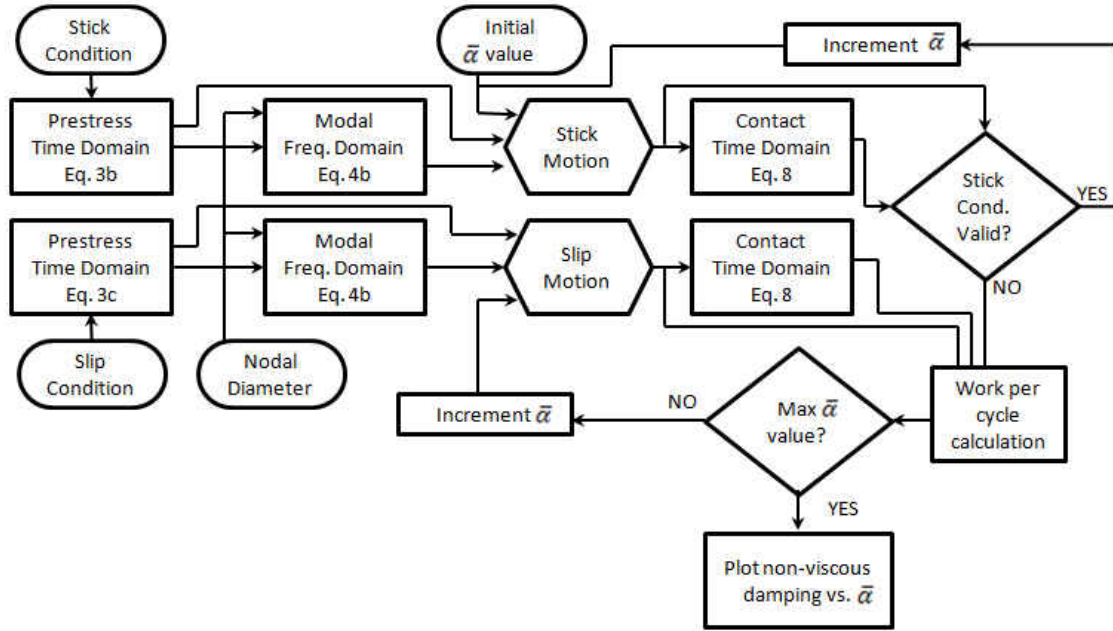 Stick
Condition
Initial
ᾱ value
Increment ᾱ
Prestress
Time Domain
Eq. 3b
Modal
Freq. Domain
Eq. 4b
Stick
Motion
Contact
Time Domain
Eq. 8
Stick
Cond.
Valid?
YES
NO
Prestress
Time Domain
Eq. 3c
Modal
Freq. Domain
Eq. 4b
Slip
Motion
Contact
Time Domain
Eq. 8
Slip
Condition
Nodal
Diameter
Increment ᾱ
NO
Max ᾱ
value?
Work per
cycle
calculation
YES
Plot non-viscous
damping vs. ᾱ